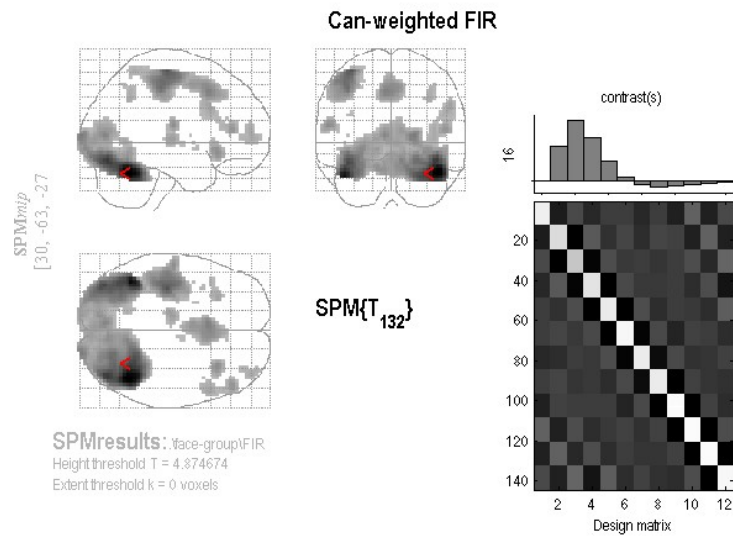 Can-weighted FIR
SPMmip
[30, -63, -27]
SPM{T132}
SPMresults: .\face-group\FIR
Height threshold T = 4.874674
Extent threshold k = 0 voxels
contrast(s)
16
20
40
60
80
100
120
140
2 4 6 8 10 12
Design matrix